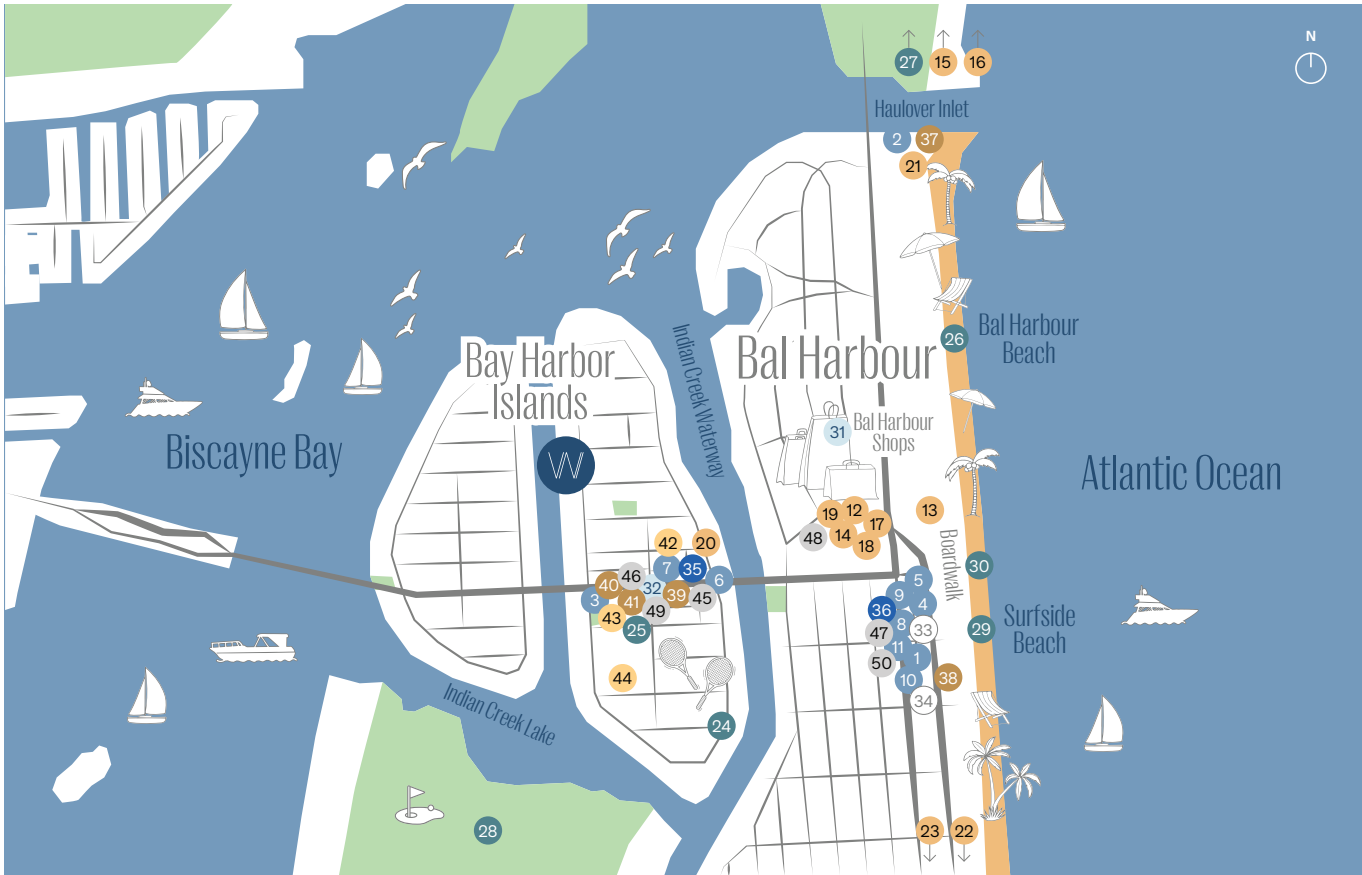 N
27
15
16
Haulover Inlet
2
37
21
26
Bal Harbour
Beach
Bay Harbor
Islands
Indian Creek Waterway
Bal Harbour
31
Bal Harbour
Shops
Biscayne Bay
W
Atlantic Ocean
19
12
13
17
48
14
18
Boardwalk
42
20
7
35
6
46
40
32
39
45
3
41
49
43
25
44
24
30
5
9
4
36
8
33
47
11
1
50
10
38
34
29
Surfside
Beach
Indian Creek Lake
28
23
22